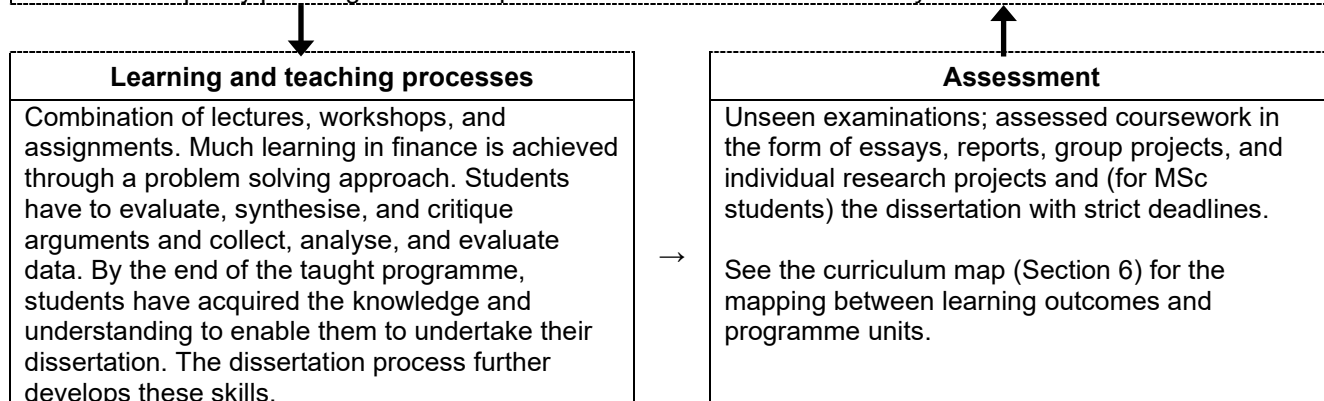 Learning and teaching processes
Combination of lectures, workshops, and
assignments. Much learning in finance is achieved
through a problem solving approach. Students
have to evaluate, synthesise, and critique
arguments and collect, analyse, and evaluate
data. By the end of the taught programme,
students have acquired the knowledge and
understanding to enable them to undertake their
dissertation. The dissertation process further
develops these skills.
→
Assessment
Unseen examinations; assessed coursework in
the form of essays, reports, group projects, and
individual research projects and (for MSc
students) the dissertation with strict deadlines.
See the curriculum map (Section 6) for the
mapping between learning outcomes and
programme units.